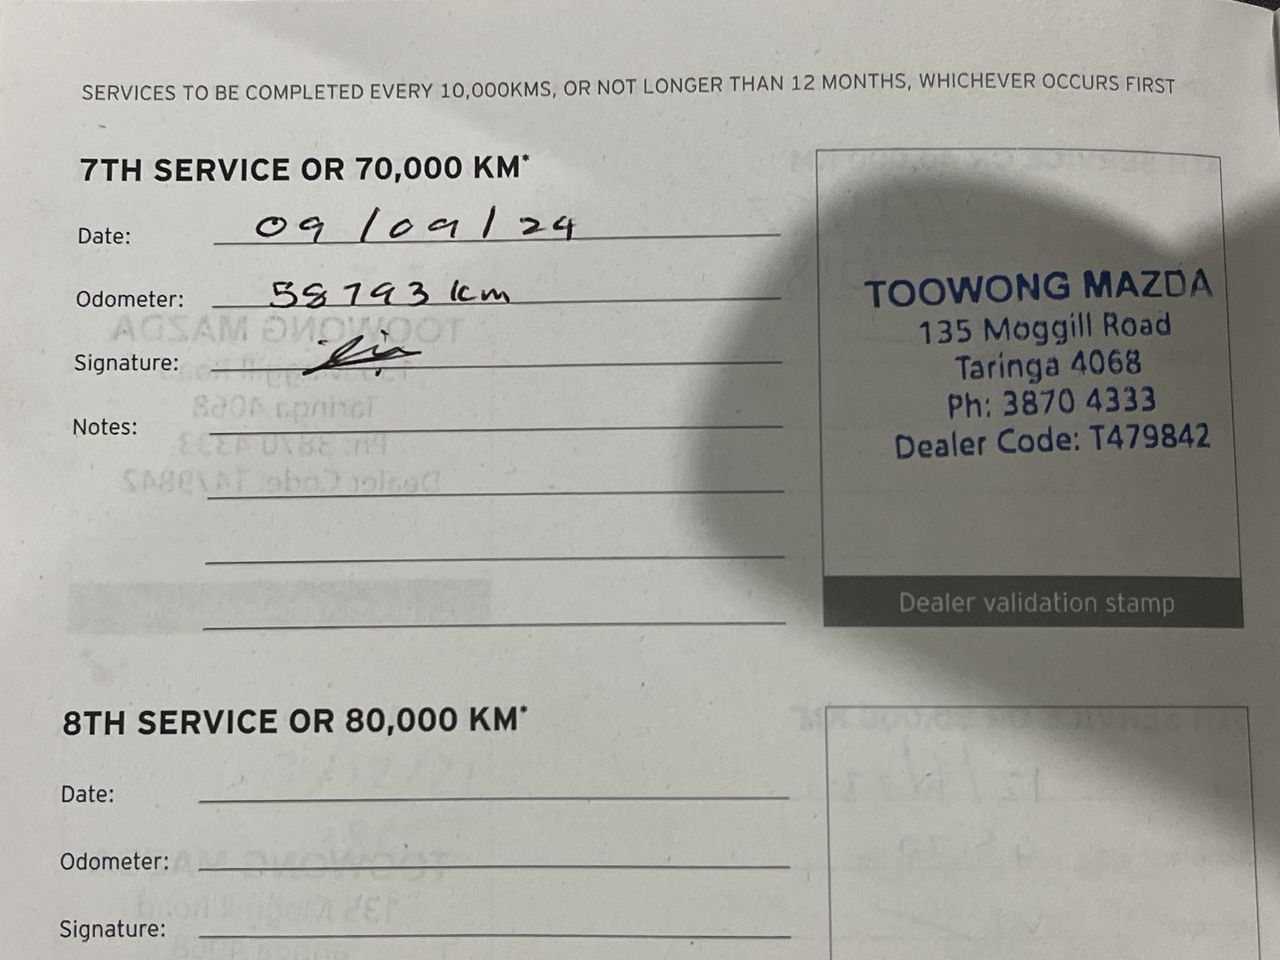 SERVICES TO BE COMPLETED EVERY 10,000KMS, OR NOT LONGER THAN 12 MONTHS, WHICHEVER OCCURS FIRST
7TH SERVICE OR 70,000 KM*
Date: 09/09/24
Odometer: 58793 km
Signature:
Notes:
TOOWONG MAZDA
135 Moggill Road
Taringa 4068
Ph: 3870 4333
Dealer Code: T479842
Dealer validation stamp
8TH SERVICE OR 80,000 KM*
Date:
Odometer:
Signature: